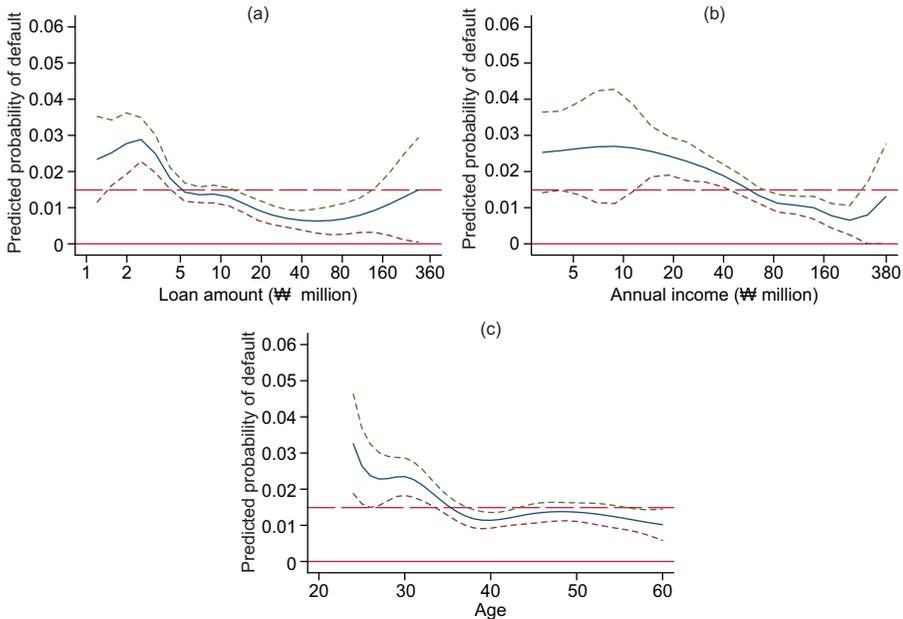 (a)
Predicted probability of default
0.06
0.05
0.04
0.03
0.02
0.01
0
1 2 5 10 20 40 80 160 360
Loan amount (₩ million)
(b)
Predicted probability of default
0.06
0.05
0.04
0.03
0.02
0.01
0
5 10 20 40 80 160 380
Annual income (₩ million)
(c)
Predicted probability of default
0.06
0.05
0.04
0.03
0.02
0.01
0
20 30 40 50 60
Age